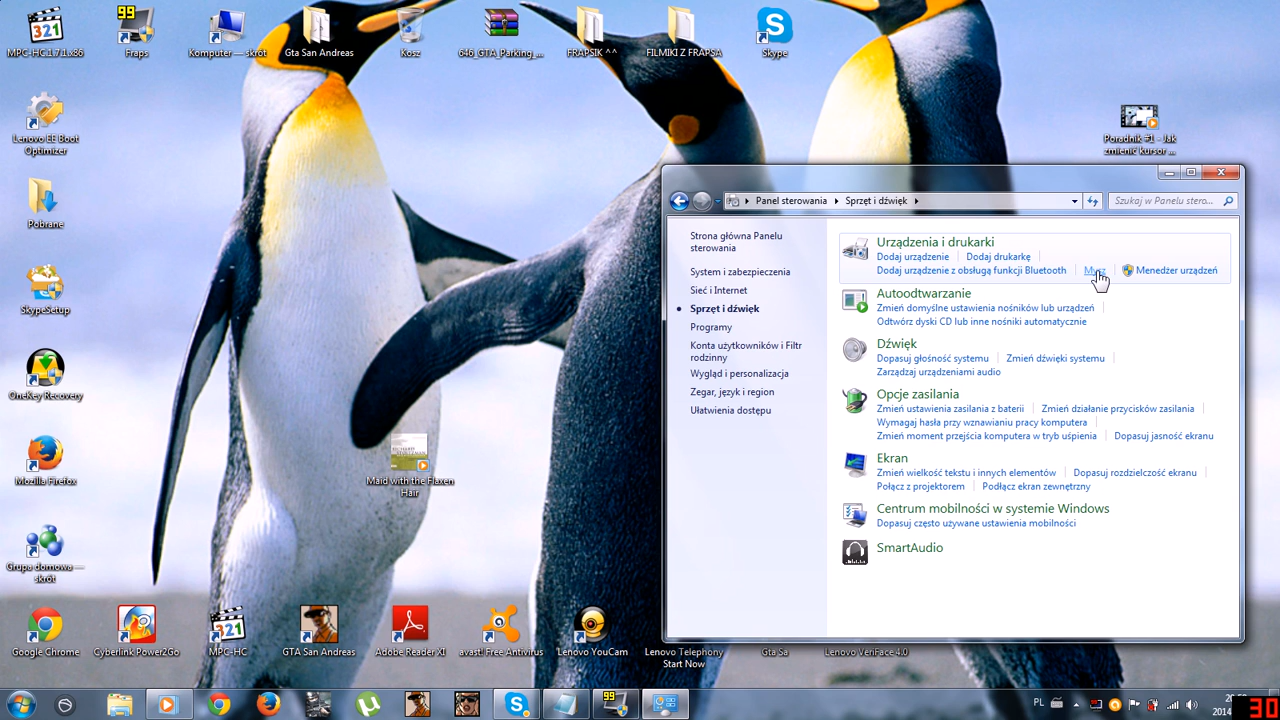 MPC-HC.1.7.1.x86
99
Fraps
Komputer — skrót
Gta San Andreas
Kosz
646_GTA_Parking_...
FRAPSIK ^^
FILMIKI Z FRAPSA
Skype
Lenovo EE Boot
Optimizer
Poradnik #1 - Jak
zmienić kursor ...
Pobrane
SkypeSetup
OneKey Recovery
Mozilla Firefox
Maid with the Flaxen
Hair
Grupa domowa —
skrót
Panel sterowania
Sprzęt i dźwięk
Szukaj w Panelu stero...
Strona główna Panelu
sterowania
System i zabezpieczenia
Sieć i Internet
Sprzęt i dźwięk
Programy
Konta użytkowników i Filtr
rodzinny
Wygląd i personalizacja
Zegar, język i region
Ułatwienia dostępu
Urządzenia i drukarki
Dodaj urządzenie
Dodaj drukarkę
Dodaj urządzenie z obsługą funkcji Bluetooth
Menedżer urządzeń
Autoodtwarzanie
Zmień domyślne ustawienia nośników lub urządzeń
Odtwórz dyski CD lub inne nośniki automatycznie
Dźwięk
Dopasuj głośność systemu
Zmień dźwięki systemu
Zarządzaj urządzeniami audio
Opcje zasilania
Zmień ustawienia zasilania z baterii
Zmień działanie przycisków zasilania
Wymagaj hasła przy wznawianiu pracy komputera
Zmień moment przejścia komputera w tryb uśpienia
Dopasuj jasność ekranu
Ekran
Zmień wielkość tekstu i innych elementów
Dopasuj rozdzielczość ekranu
Połącz z projektorem
Podłącz ekran zewnętrzny
Centrum mobilności w systemie Windows
Dopasuj często używane ustawienia mobilności
SmartAudio
Google Chrome
Cyberlink Power2Go
321
MPC-HC
GTA San Andreas
Adobe Reader XI
avast! Free Antivirus
Lenovo YouCam
Lenovo Telephony
Start Now
Gta Sa
Lenovo VeriFace 4.0
99
PL
2014
30